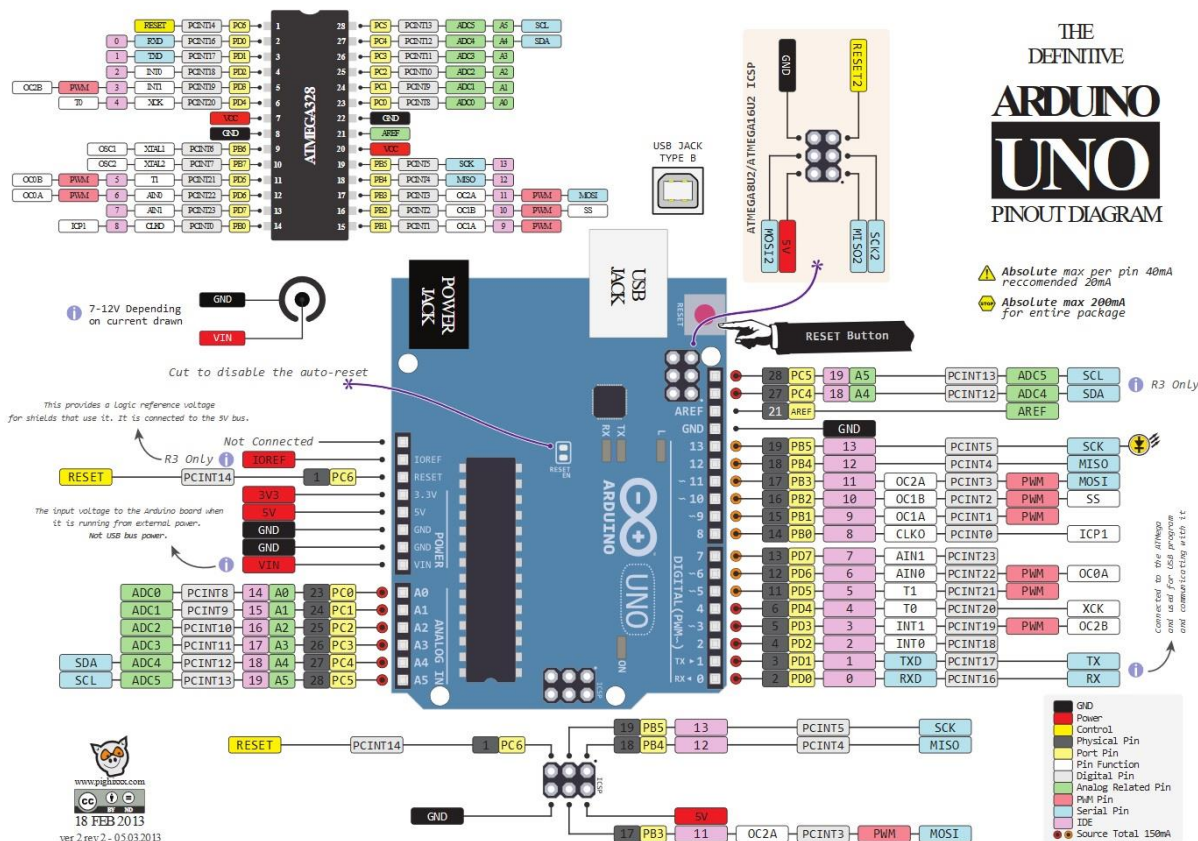 THE
DEFINITIVE
ARDUINO
UNO
PINOUT DIAGRAM
RESET PCINT14 PC6 1
0 RXD PCINT16 PD0 2
1 TXD PCINT17 PD1 3
2 INT0 PCINT18 PD2 4
OC2B PWM 3 INT1 PCINT19 PD3 5
T0 4 XCK PCINT20 PD4 6
VCC 7
GND 8
OSC1 XTAL1 PCINT6 PB6 9
OSC2 XTAL2 PCINT7 PB7 10
OC0B PWM 5 T1 PCINT21 PD5 11
OC0A PWM 6 AIN0 PCINT22 PD6 12
7 AIN1 PCINT23 PD7 13
ICP1 8 CLKO PCINT0 PB0 14
ATMEGA328
28 PC5 PCINT13 ADC5 A5 SCL
27 PC4 PCINT12 ADC4 A4 SDA
26 PC3 PCINT11 ADC3 A3
25 PC2 PCINT10 ADC2 A2
24 PC1 PCINT9 ADC1 A1
23 PC0 PCINT8 ADC0 A0
22 GND
21 AREF
20 VCC
19 PB5 PCINT5 SCK 13
18 PB4 PCINT4 MISO 12
17 PB3 PCINT3 OC2A 11 PWM MOSI
16 PB2 PCINT2 OC1B 10 PWM SS
15 PB1 PCINT1 OC1A 9 PWM
USB JACK
TYPE B
ATMEGA8U2/ATMEGA16U2 ICSP
GND
RESET2
MOSI2
5V
MISO2
SCK2
Absolute max per pin 40mA
reccomended 20mA
STOP
Absolute max 200mA
for entire package
7-12V Depending
on current drawn
GND
VIN
POWER
JACK
USB
JACK
RESET
RESET Button
Cut to disable the auto-reset
This provides a logic reference voltage
for shields that use it. It is connected to the 5V bus.
Not Connected
R3 Only IOREF
RESET PCINT14 1 PC6
3V3
5V
GND
GND
VIN
The input voltage to the Arduino board when
it is running from external power.
Not USB bus power.
ADC0 PCINT8 14 A0 23 PC0
ADC1 PCINT9 15 A1 24 PC1
ADC2 PCINT10 16 A2 25 PC2
ADC3 PCINT11 17 A3 26 PC3
SDA ADC4 PCINT12 18 A4 27 PC4
SCL ADC5 PCINT13 19 A5 28 PC5
IOREF
RESET
3.3V
5V
GND
GND
VIN
POWER
A0
A1
A2
A3
A4
A5
ANALOG IN
RESET
EN
RX
TX
L
ARDUINO
UNO
ON
ICSP
AREF
GND
13
12
~11
~10
~9
8
7
~6
~5
4
~3
2
TX ▸ 1
RX ◂ 0
DIGITAL(PWM~)
28 PC5 19 A5 PCINT13 ADC5 SCL
27 PC4 18 A4 PCINT12 ADC4 SDA
R3 Only
21 AREF AREF
GND
19 PB5 13 PCINT5 SCK
18 PB4 12 PCINT4 MISO
17 PB3 11 OC2A PCINT3 PWM MOSI
16 PB2 10 OC1B PCINT2 PWM SS
15 PB1 9 OC1A PCINT1 PWM
14 PB0 8 CLKO PCINT0 ICP1
13 PD7 7 AIN1 PCINT23
12 PD6 6 AIN0 PCINT22 PWM OC0A
11 PD5 5 T1 PCINT21 PWM
6 PD4 4 T0 PCINT20 XCK
5 PD3 3 INT1 PCINT19 PWM OC2B
4 PD2 2 INT0 PCINT18
3 PD1 1 TXD PCINT17 TX
2 PD0 0 RXD PCINT16 RX
Connected to the ATMega
and used for USB program
and communicating with it
RESET PCINT14 1 PC6
19 PB5 13 PCINT5 SCK
18 PB4 12 PCINT4 MISO
ICSP
GND
5V
17 PB3 11 OC2A PCINT3 PWM MOSI
GND
Power
Control
Physical Pin
Port Pin
Pin Function
Digital Pin
Analog Related Pin
PWM Pin
Serial Pin
IDE
Source Total 150mA
www.pighixxx.com
cc BY ND
18 FEB 2013
ver 2 rev 2 - 05.03.2013